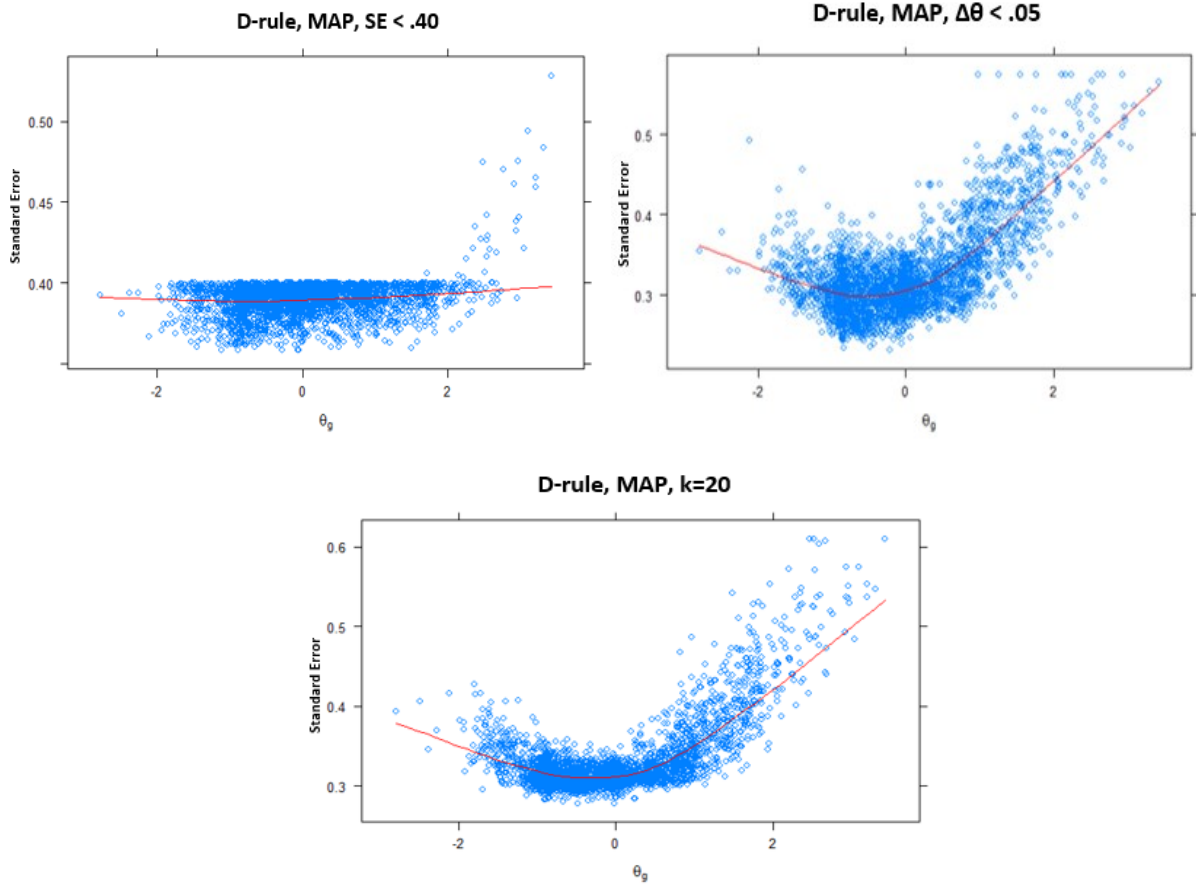 D-rule, MAP, SE < .40
Standard Error
0.50
0.45
0.40
-2 0 2
θg
D-rule, MAP, Δθ < .05
Standard Error
0.5
0.4
0.3
-2 0 2
θg
D-rule, MAP, k=20
Standard Error
0.6
0.5
0.4
0.3
-2 0 2
θg